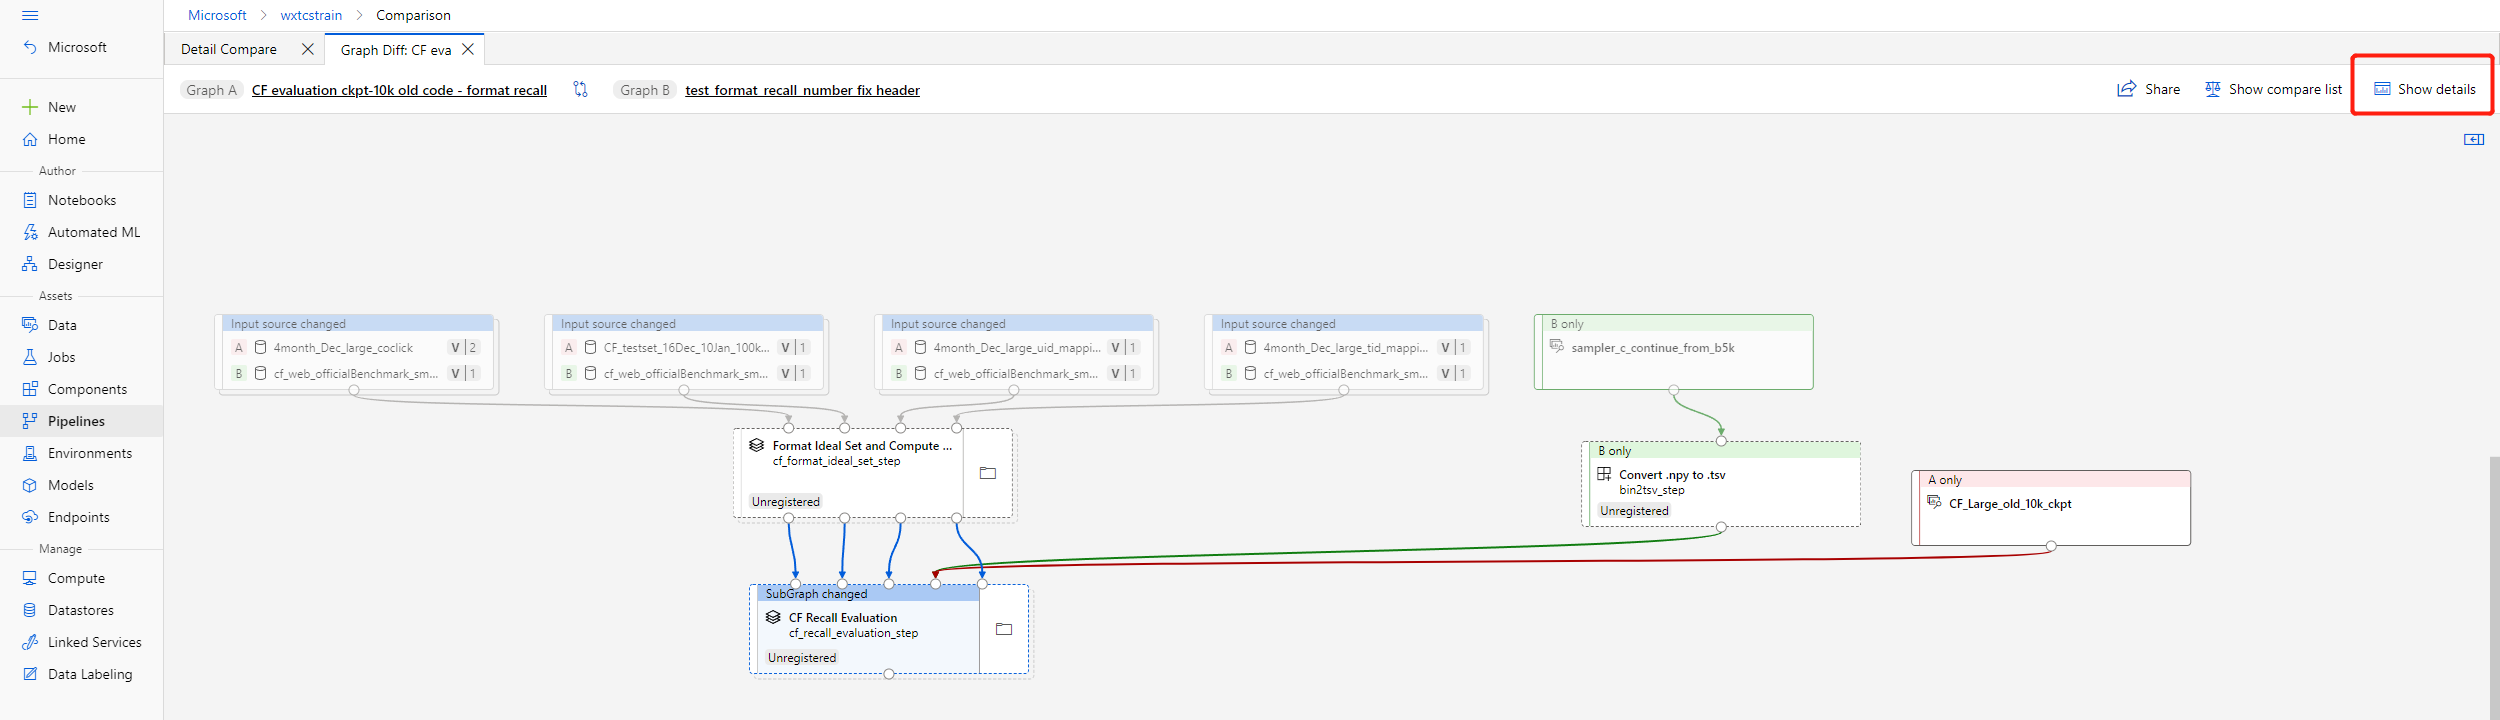 Microsoft > wxtcstrain > Comparison
Microsoft
Detail Compare
Graph Diff: CF eva
Graph A CF evaluation ckpt-10k old code - format recall
Graph B test_format_recall_number fix header
Share
Show compare list
Show details
New
Home
Author
Notebooks
Automated ML
Designer
Assets
Data
Jobs
Components
Pipelines
Environments
Models
Endpoints
Manage
Compute
Datastores
Linked Services
Data Labeling
Input source changed
A 4month_Dec_large_coclick V 2
B cf_web_officialBenchmark_sm... V 1
Input source changed
A CF_testset_16Dec_10Jan_100k... V 1
B cf_web_officialBenchmark_sm... V 1
Input source changed
A 4month_Dec_large_uid_mappi... V 1
B cf_web_officialBenchmark_sm... V 1
Input source changed
A 4month_Dec_large_tid_mappi... V 1
B cf_web_officialBenchmark_sm... V 1
B only
sampler_c_continue_from_b5k
Format Ideal Set and Compute ...
cf_format_ideal_set_step
Unregistered
B only
Convert .npy to .tsv
bin2tsv_step
Unregistered
A only
CF_Large_old_10k_ckpt
SubGraph changed
CF Recall Evaluation
cf_recall_evaluation_step
Unregistered